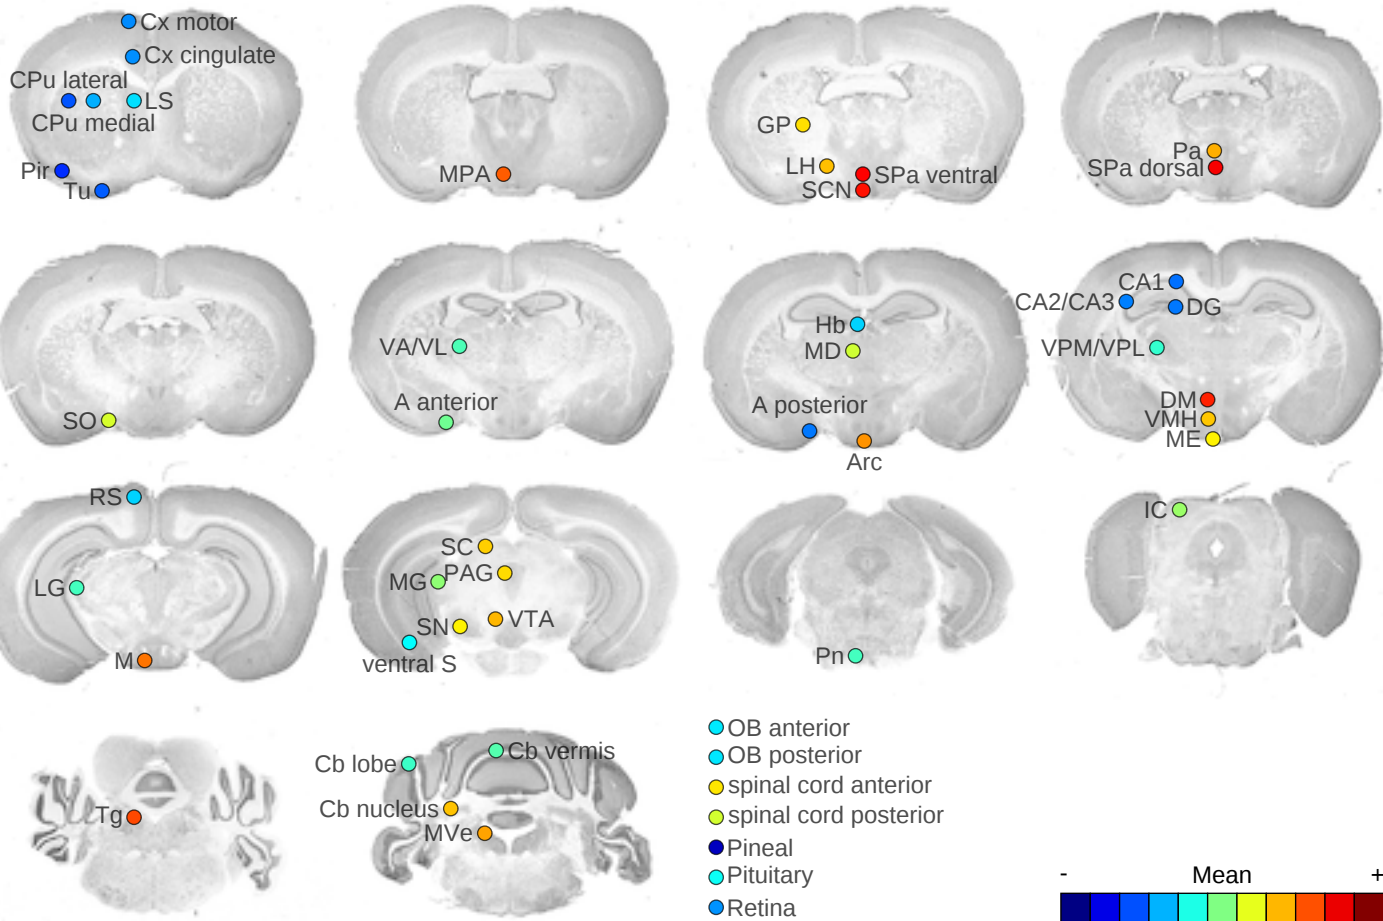 Cx motor
Cx cingulate
CPu lateral
LS
CPu medial
Pir
Tu
MPA
GP
LH
SPa ventral
SCN
Pa
SPa dorsal
SO
VA/VL
A anterior
Hb
MD
A posterior
Arc
CA1
CA2/CA3
DG
VPM/VPL
DM
VMH
ME
RS
LG
M
SC
PAG
MG
VTA
SN
ventral S
Pn
IC
Tg
Cb vermis
Cb lobe
Cb nucleus
MVe
OB anterior
OB posterior
spinal cord anterior
spinal cord posterior
Pineal
Pituitary
Retina
- Mean +